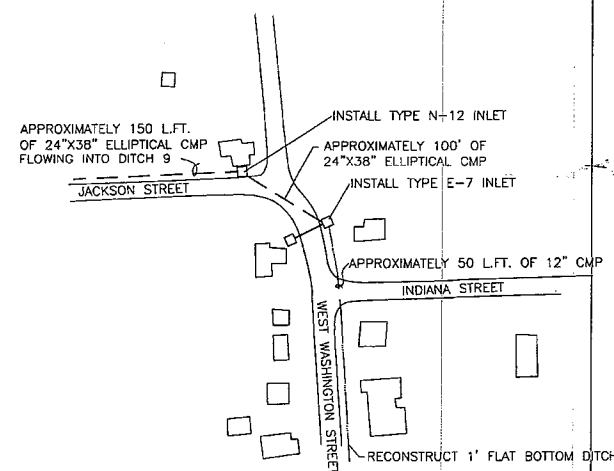 INSTALL TYPE N-12 INLET
APPROXIMATELY 150 L.FT.
OF 24"X38" ELLIPTICAL CMP
FLOWING INTO DITCH 9
APPROXIMATELY 100' OF
24"X38" ELLIPTICAL CMP
JACKSON STREET
INSTALL TYPE E-7 INLET
APPROXIMATELY 50 L.FT. OF 12" CMP
INDIANA STREET
WEST WASHINGTON STREET
RECONSTRUCT 1' FLAT BOTTOM DITCH